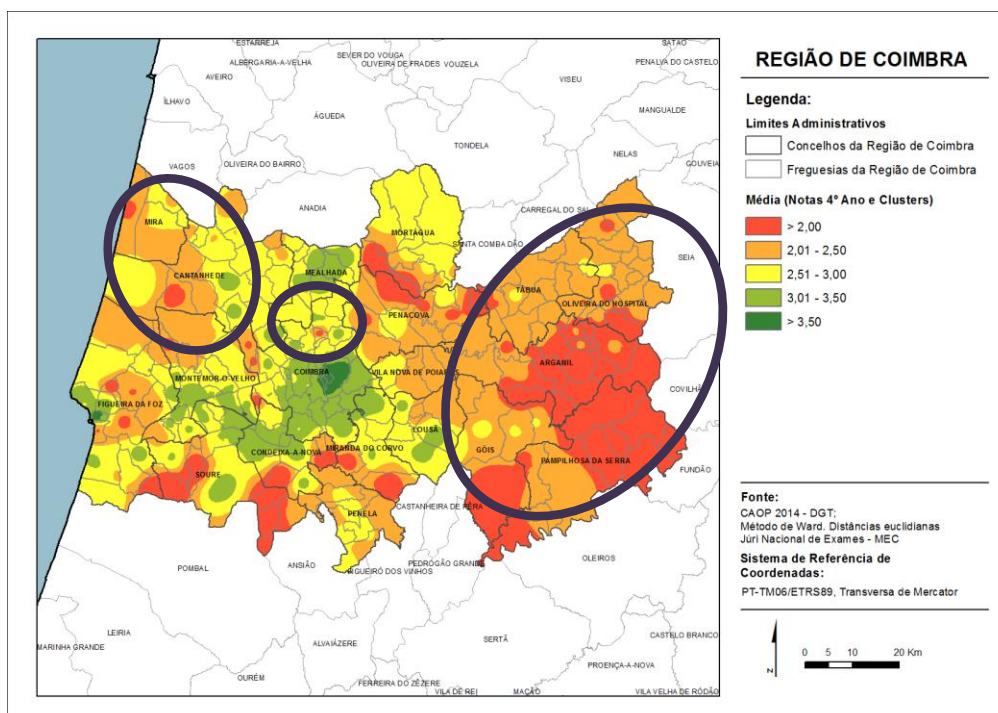 ESTARREJA
ALBERGARIA-A-VELHA
SEVER DO VOUGA
OLIVEIRA DE FRADES
VOUZELA
SATÃO
PENALVA DO CASTELO
AVEIRO
VISEU
ÍLHAVO
ÁGUEDA
MANGUALDE
TONDELA
NELAS
VAGOS
OLIVEIRA DO BAIRRO
GOUVEIA
ANADIA
CARREGAL DO SAL
MIRA
MORTÁGUA
SANTA COMBA DÃO
SEIA
CANTANHEDE
MEALHADA
TÁBUA
OLIVEIRA DO HOSPITAL
PENACOVA
ARGANIL
COIMBRA
VILA NOVA DE POIARES
MONTEMOR-O-VELHO
COVILHÃ
FIGUEIRA DA FOZ
LOUSÃ
CONDEIXA-A-NOVA
MIRANDA DO CORVO
GÓIS
PAMPILHOSA DA SERRA
SOURE
FUNDÃO
CASTANHEIRA DE PÊRA
PENELA
POMBAL
ANSIÃO
FIGUEIRÓ DOS VINHOS
PEDRÓGÃO GRANDE
OLEIROS
LEIRIA
MARINHA GRANDE
ALVAIÁZERE
SERTÃ
CASTELO BRANCO
OURÉM
PROENÇA-A-NOVA
FERREIRA DO ZÊZERE
VILA DE REI
MAÇÃO
VILA VELHA DE RÓDÃO
REGIÃO DE COIMBRA
Legenda:
Limites Administrativos
Concelhos da Região de Coimbra
Freguesias da Região de Coimbra
Média (Notas 4º Ano e Clusters)
> 2,00
2,01 - 2,50
2,51 - 3,00
3,01 - 3,50
> 3,50
Fonte:
CAOP 2014 - DGT;
Método de Ward. Distâncias euclidianas
Júri Nacional de Exames - MEC
Sistema de Referência de
Coordenadas:
PT-TM06/ETRS89, Transversa de Mercator
N
0 5 10 20 Km